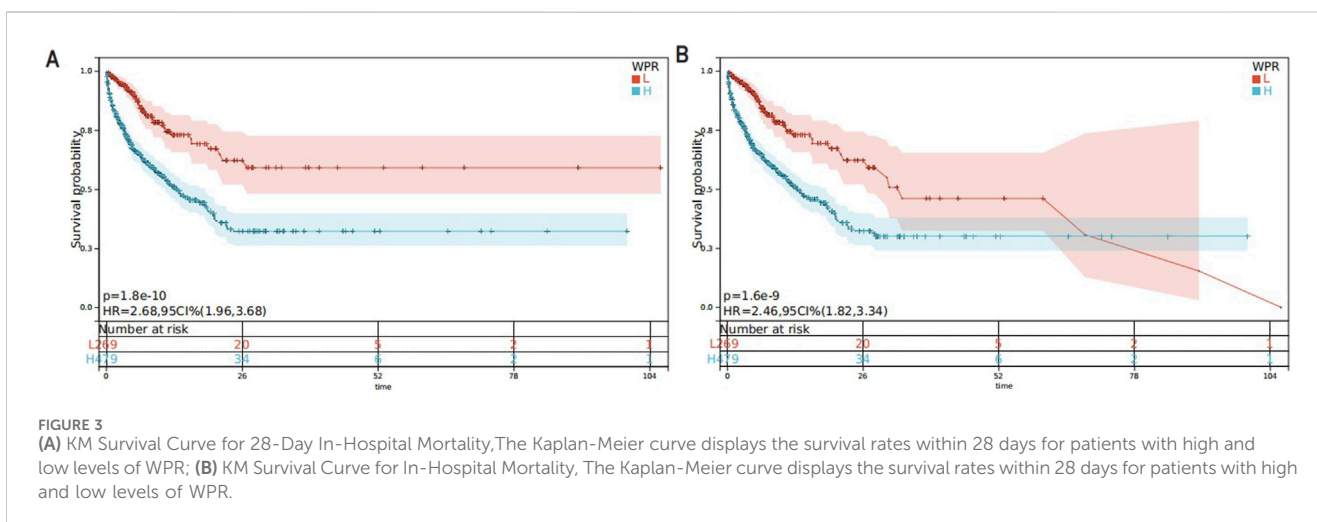 A
WPR
L
H
1.0
0.8
0.5
0.3
0.0
Survival probability
p=1.8e-10
HR=2.68,95CI%(1.96,3.68)
Number at risk
L269 20 5 2 1
H479 34 6 2 1
0 26 52 78 104
time
B
WPR
L
H
1.0
0.8
0.5
0.3
0.0
Survival probability
p=1.6e-9
HR=2.46,95CI%(1.82,3.34)
Number at risk
L269 20 5 2 1
H479 34 6 2 1
0 26 52 78 104
time
FIGURE 3
(A) KM Survival Curve for 28-Day In-Hospital Mortality,The Kaplan-Meier curve displays the survival rates within 28 days for patients with high and
low levels of WPR; (B) KM Survival Curve for In-Hospital Mortality, The Kaplan-Meier curve displays the survival rates within 28 days for patients with high
and low levels of WPR.